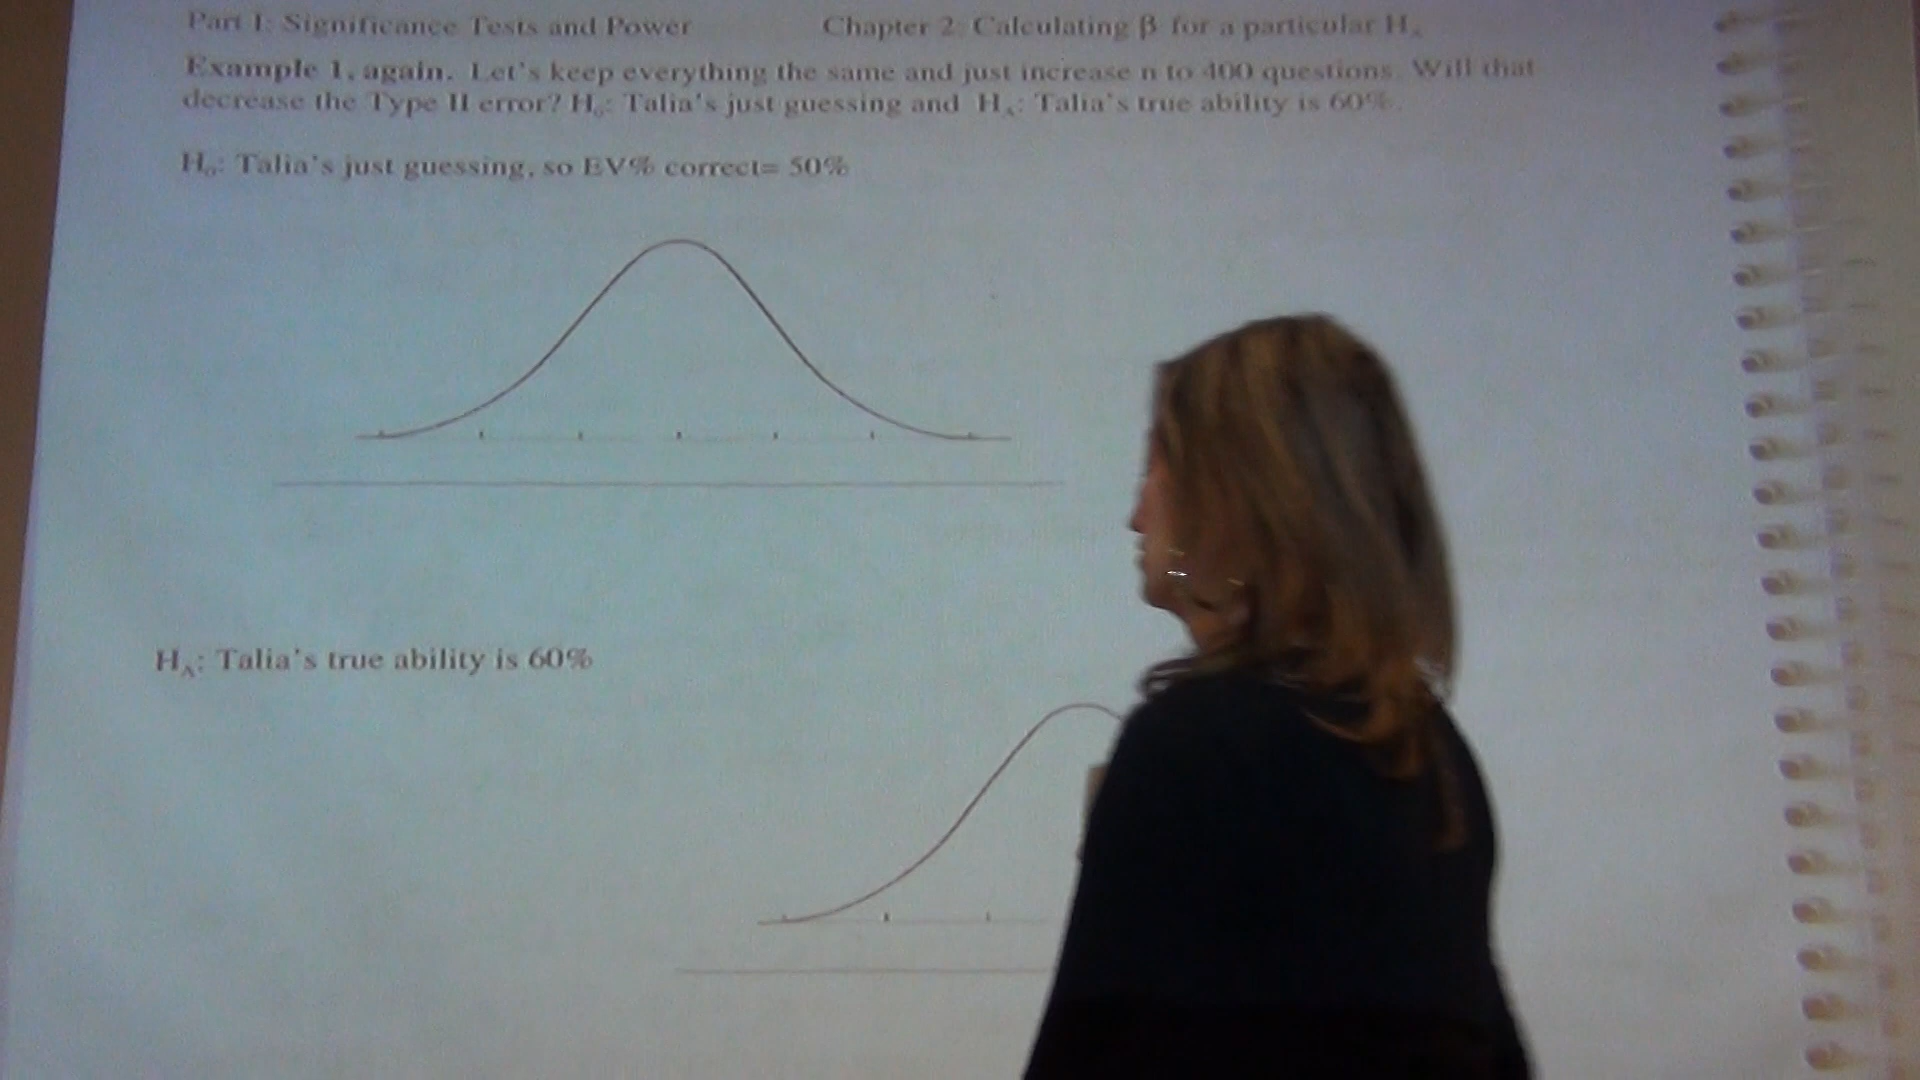 Part I: Significance Tests and Power Chapter 2: Calculating β for a particular Hₐ
Example 1, again. Let's keep everything the same and just increase n to 400 questions. Will that
decrease the Type II error? Hₒ: Talia's just guessing and Hₐ: Talia's true ability is 60%.
Hₒ: Talia's just guessing, so EV% correct= 50%
Hₐ: Talia's true ability is 60%